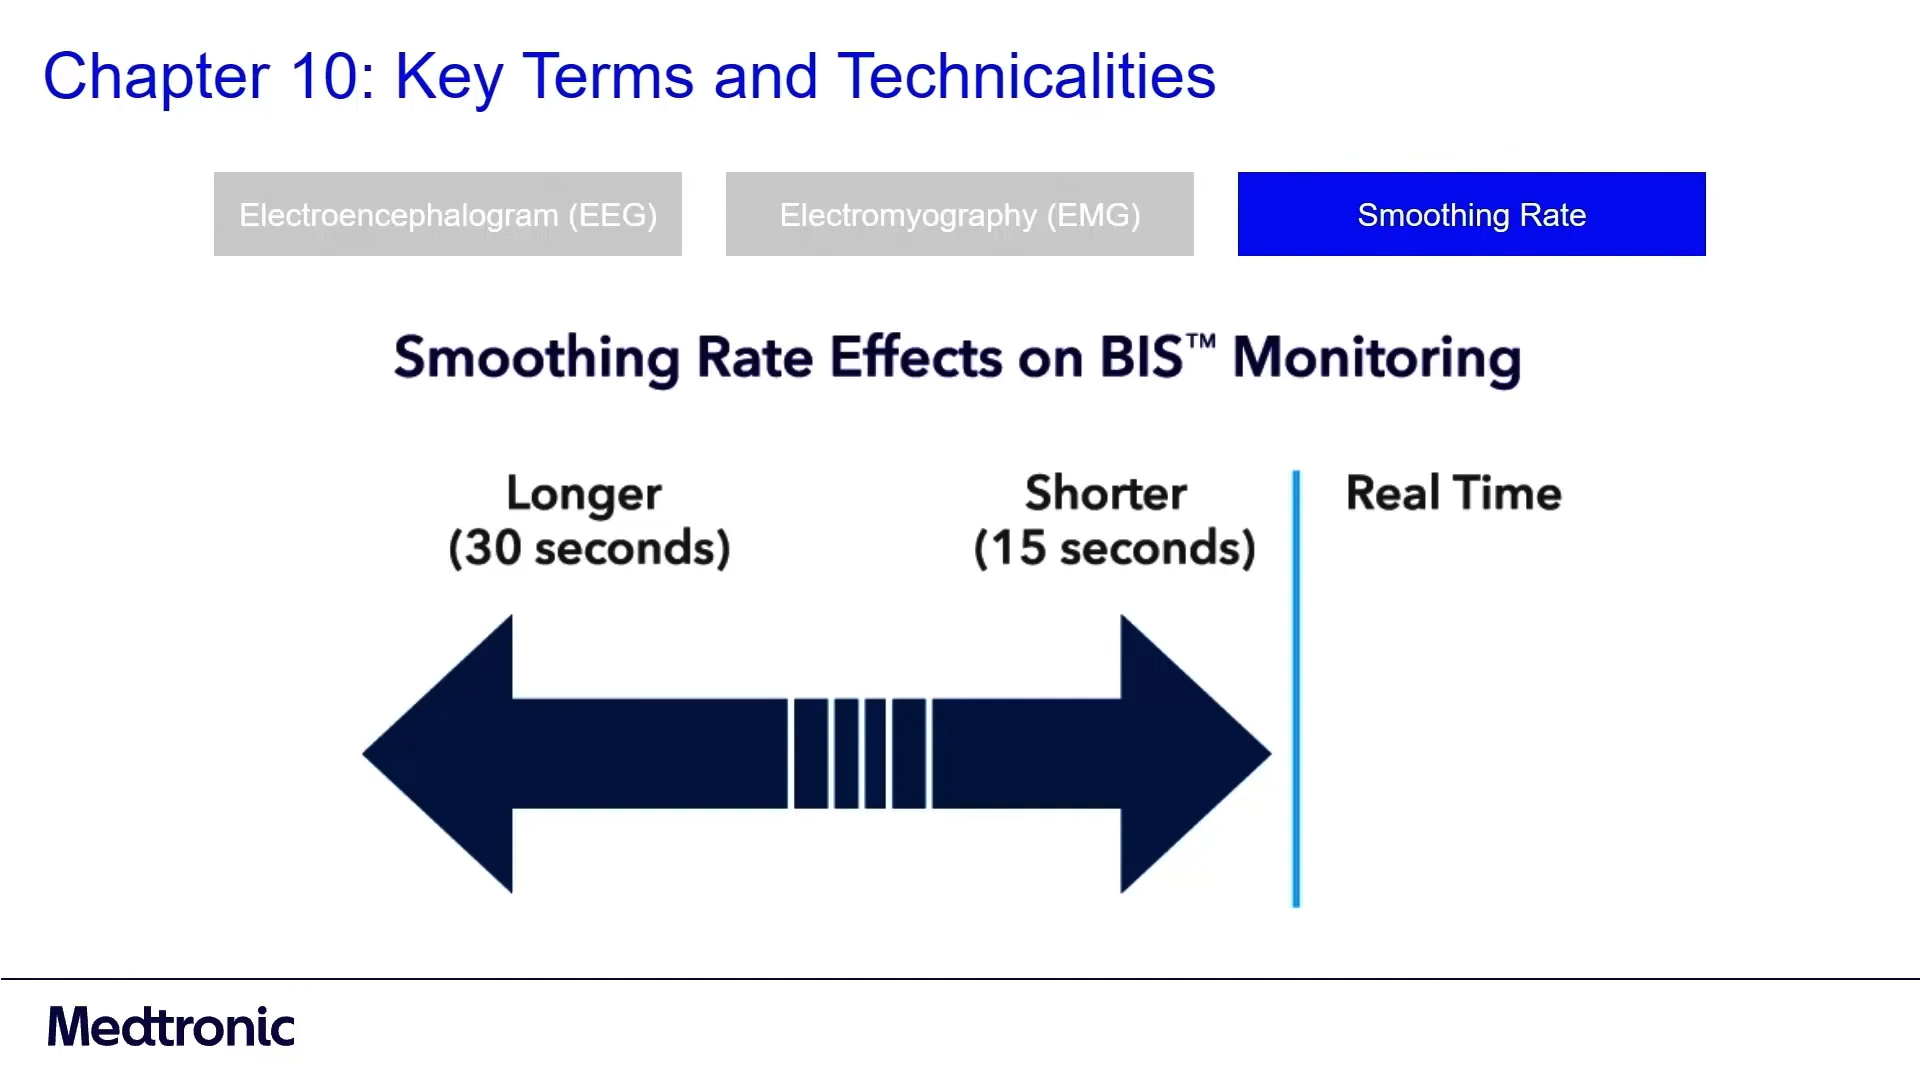 Chapter 10: Key Terms and Technicalities
Electroencephalogram (EEG)
Electromyography (EMG)
Smoothing Rate
Smoothing Rate Effects on BIS™ Monitoring
Longer
(30 seconds)
Shorter
(15 seconds)
Real Time
Medtronic